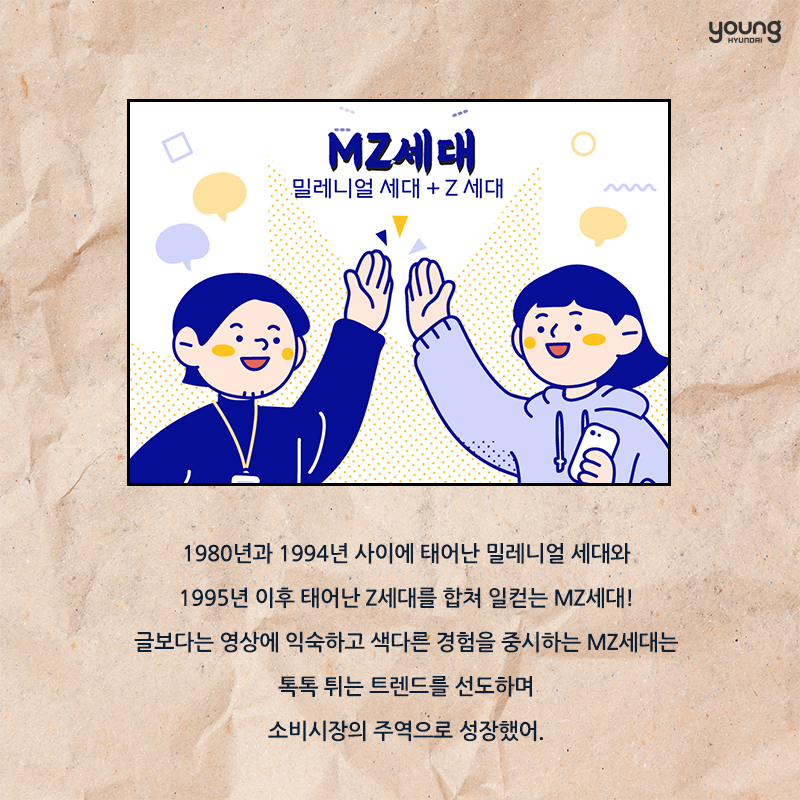 young
HYUNDAI
MZ세대
밀레니얼 세대 + Z 세대
1980년과 1994년 사이에 태어난 밀레니얼 세대와
1995년 이후 태어난 Z세대를 합쳐 일컫는 MZ세대!
글보다는 영상에 익숙하고 색다른 경험을 중시하는 MZ세대는
톡톡 튀는 트렌드를 선도하며
소비시장의 주역으로 성장했어.